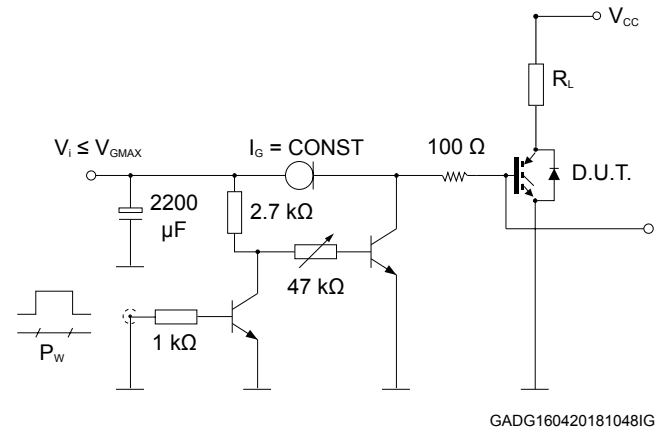 V_CC
R_L
V_i ≤ V_GMAX
I_G = CONST
100 Ω
D.U.T.
2200
µF
2.7 kΩ
47 kΩ
1 kΩ
P_W
GADG160420181048IG